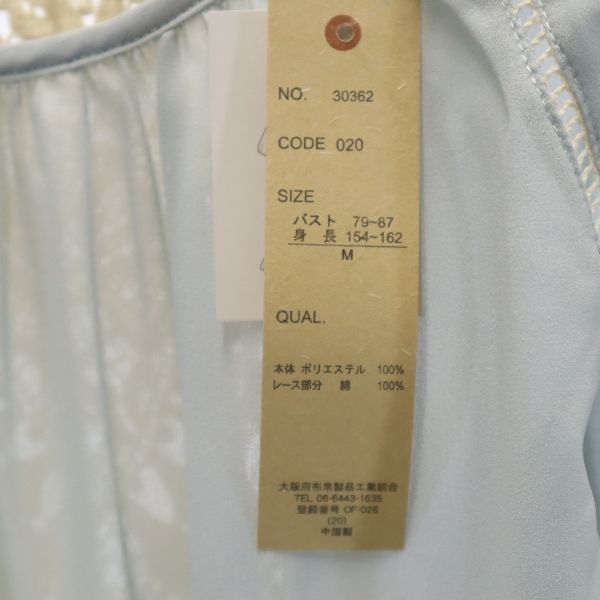 NO. 30362
CODE 020
SIZE
バスト 79~87
身長 154~162
M
QUAL.
本体 ポリエステル 100%
レース部分 綿 100%
大阪府布帛製品工業組合
TEL 06-6443-1635
登録番号 OF-026
(20)
中国製